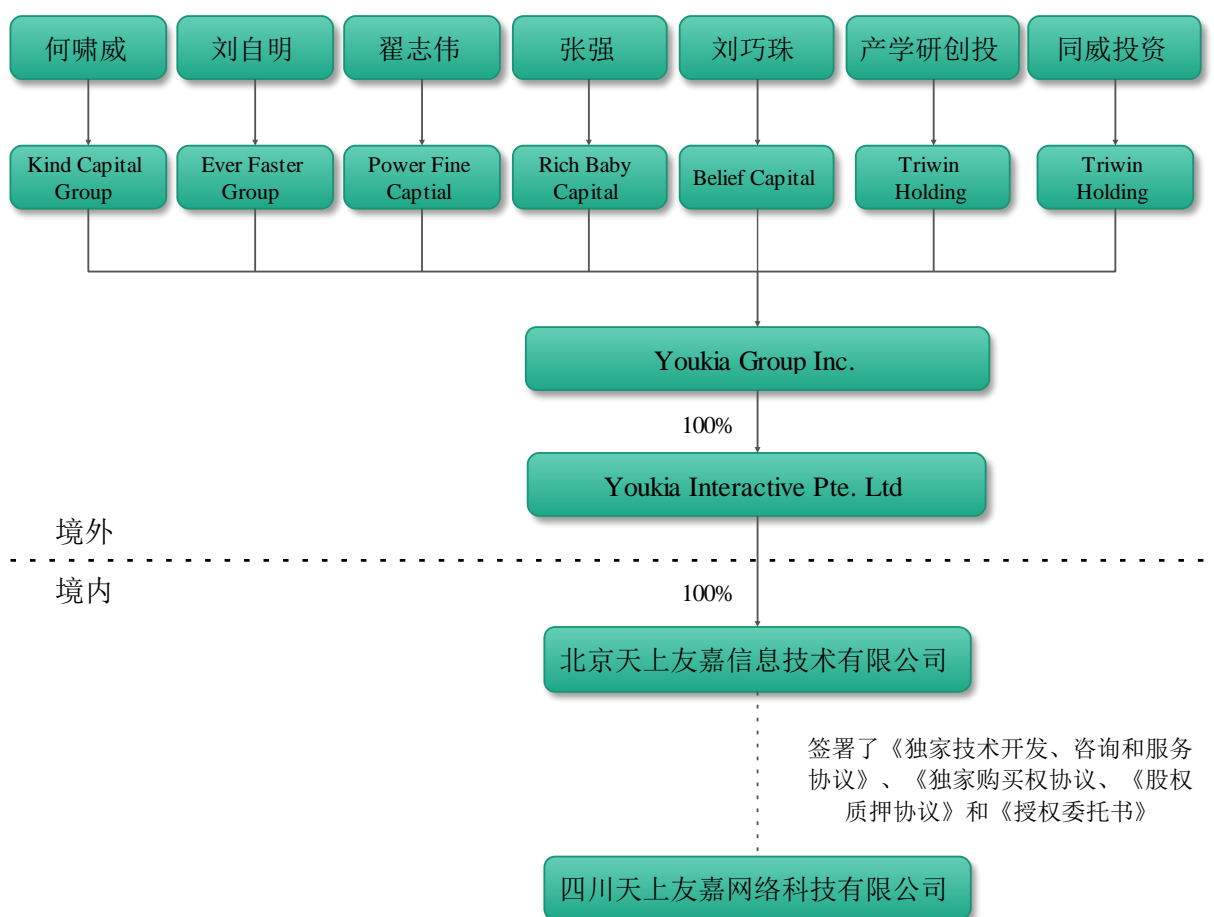 何啸威
刘自明
翟志伟
张强
刘巧珠
产学研创投
同威投资
Kind Capital
Group
Ever Faster
Group
Power Fine
Captial
Rich Baby
Capital
Belief Capital
Triwin
Holding
Triwin
Holding
Youkia Group Inc.
100%
Youkia Interactive Pte. Ltd
境外
境内
100%
北京天上友嘉信息技术有限公司
签署了《独家技术开发、咨询和服务
协议》、《独家购买权协议、《股权
质押协议》和《授权委托书》
四川天上友嘉网络科技有限公司